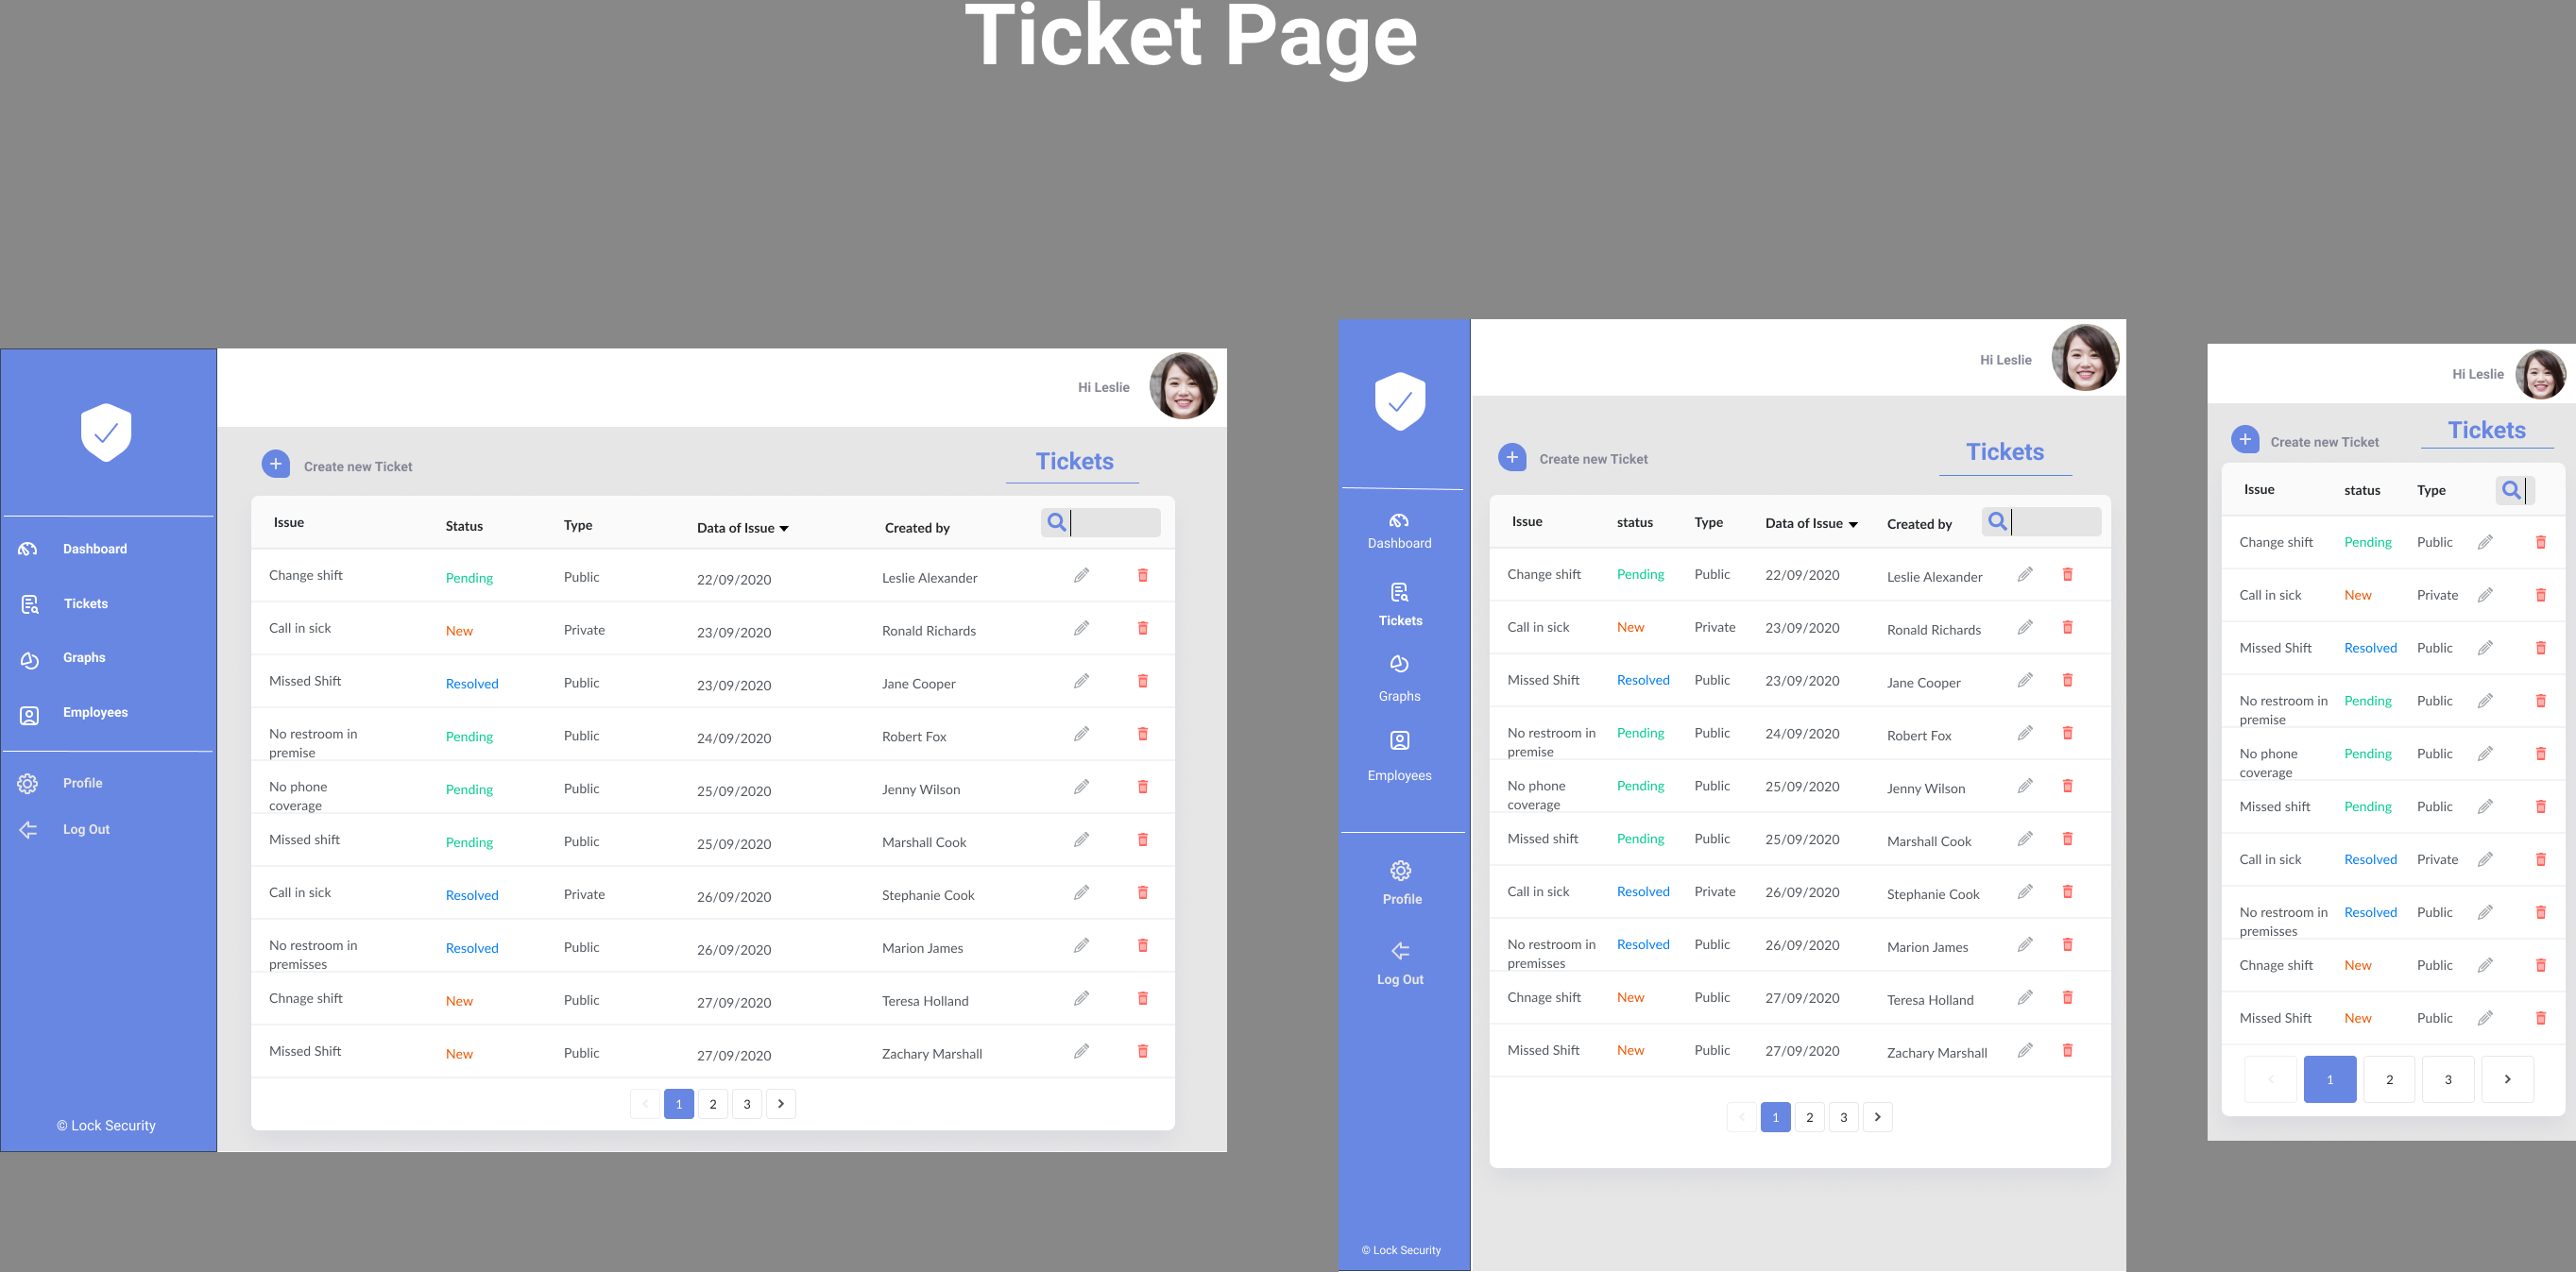 Ticket Page
Hi Leslie
Create new Ticket
Tickets
Dashboard
Tickets
Graphs
Employees
Profile
Log Out
© Lock Security
Issue Status Type Data of Issue Created by
Change shift Pending Public 22/09/2020 Leslie Alexander
Call in sick New Private 23/09/2020 Ronald Richards
Missed Shift Resolved Public 23/09/2020 Jane Cooper
No restroom in
premise Pending Public 24/09/2020 Robert Fox
No phone
coverage Pending Public 25/09/2020 Jenny Wilson
Missed shift Pending Public 25/09/2020 Marshall Cook
Call in sick Resolved Private 26/09/2020 Stephanie Cook
No restroom in
premisses Resolved Public 26/09/2020 Marion James
Chnage shift New Public 27/09/2020 Teresa Holland
Missed Shift New Public 27/09/2020 Zachary Marshall
1 2 3
Hi Leslie
Create new Ticket
Tickets
Dashboard
Tickets
Graphs
Employees
Profile
Log Out
© Lock Security
Issue status Type Data of Issue Created by
Change shift Pending Public 22/09/2020 Leslie Alexander
Call in sick New Private 23/09/2020 Ronald Richards
Missed Shift Resolved Public 23/09/2020 Jane Cooper
No restroom in
premise Pending Public 24/09/2020 Robert Fox
No phone
coverage Pending Public 25/09/2020 Jenny Wilson
Missed shift Pending Public 25/09/2020 Marshall Cook
Call in sick Resolved Private 26/09/2020 Stephanie Cook
No restroom in
premisses Resolved Public 26/09/2020 Marion James
Chnage shift New Public 27/09/2020 Teresa Holland
Missed Shift New Public 27/09/2020 Zachary Marshall
1 2 3
Hi Leslie
Create new Ticket
Tickets
Issue status Type
Change shift Pending Public
Call in sick New Private
Missed Shift Resolved Public
No restroom in
premise Pending Public
No phone
coverage Pending Public
Missed shift Pending Public
Call in sick Resolved Private
No restroom in
premisses Resolved Public
Chnage shift New Public
Missed Shift New Public
1 2 3